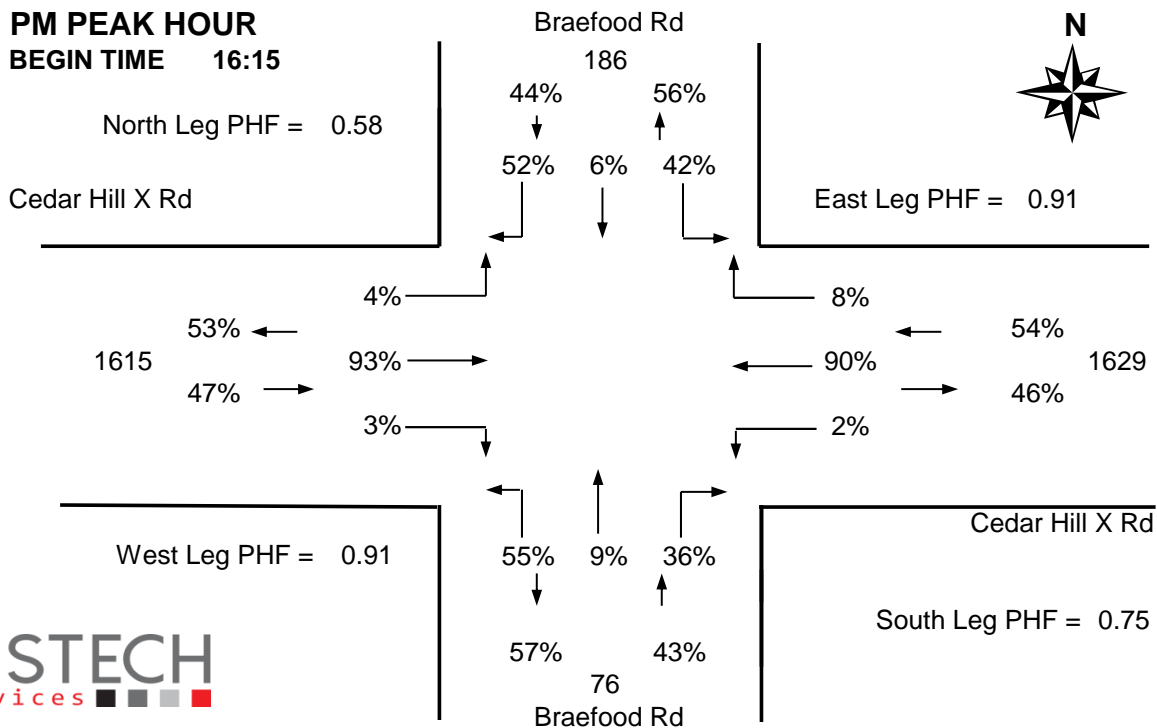 PM PEAK HOUR
BEGIN TIME 16:15
Braefood Rd
186
N
44% 56%
North Leg PHF = 0.58
52% 6% 42%
Cedar Hill X Rd
East Leg PHF = 0.91
4% 8%
53% 54%
1615 93% 90% 1629
47% 46%
3% 2%
Cedar Hill X Rd
West Leg PHF = 0.91
55% 9% 36%
South Leg PHF = 0.75
57% 43%
76
Braefood Rd
STECH
vices